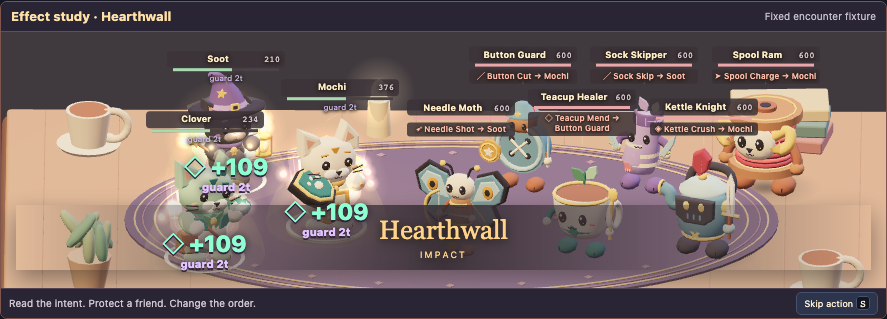 Effect study · Hearthwall
Fixed encounter fixture
Soot 210
guard 2t
Mochi 376
guard 2t
Clover 234
guard 2t
Button Guard 600
Button Cut → Mochi
Sock Skipper 600
Sock Skip → Soot
Spool Ram 600
Spool Charge → Mochi
Needle Moth 600
Needle Shot → Soot
Teacup Healer 600
Teacup Mend →
Button Guard
Kettle Knight 600
Kettle Crush → Mochi
+109
guard 2t
+109
guard 2t
+109
guard 2t
Hearthwall
IMPACT
Read the intent. Protect a friend. Change the order.
Skip action S